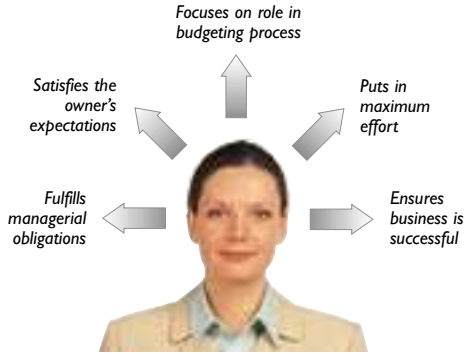 Focuses on role in
budgeting process
Satisfies the
owner's
expectations
Puts in
maximum
effort
Fulfills
managerial
obligations
Ensures
business is
successful